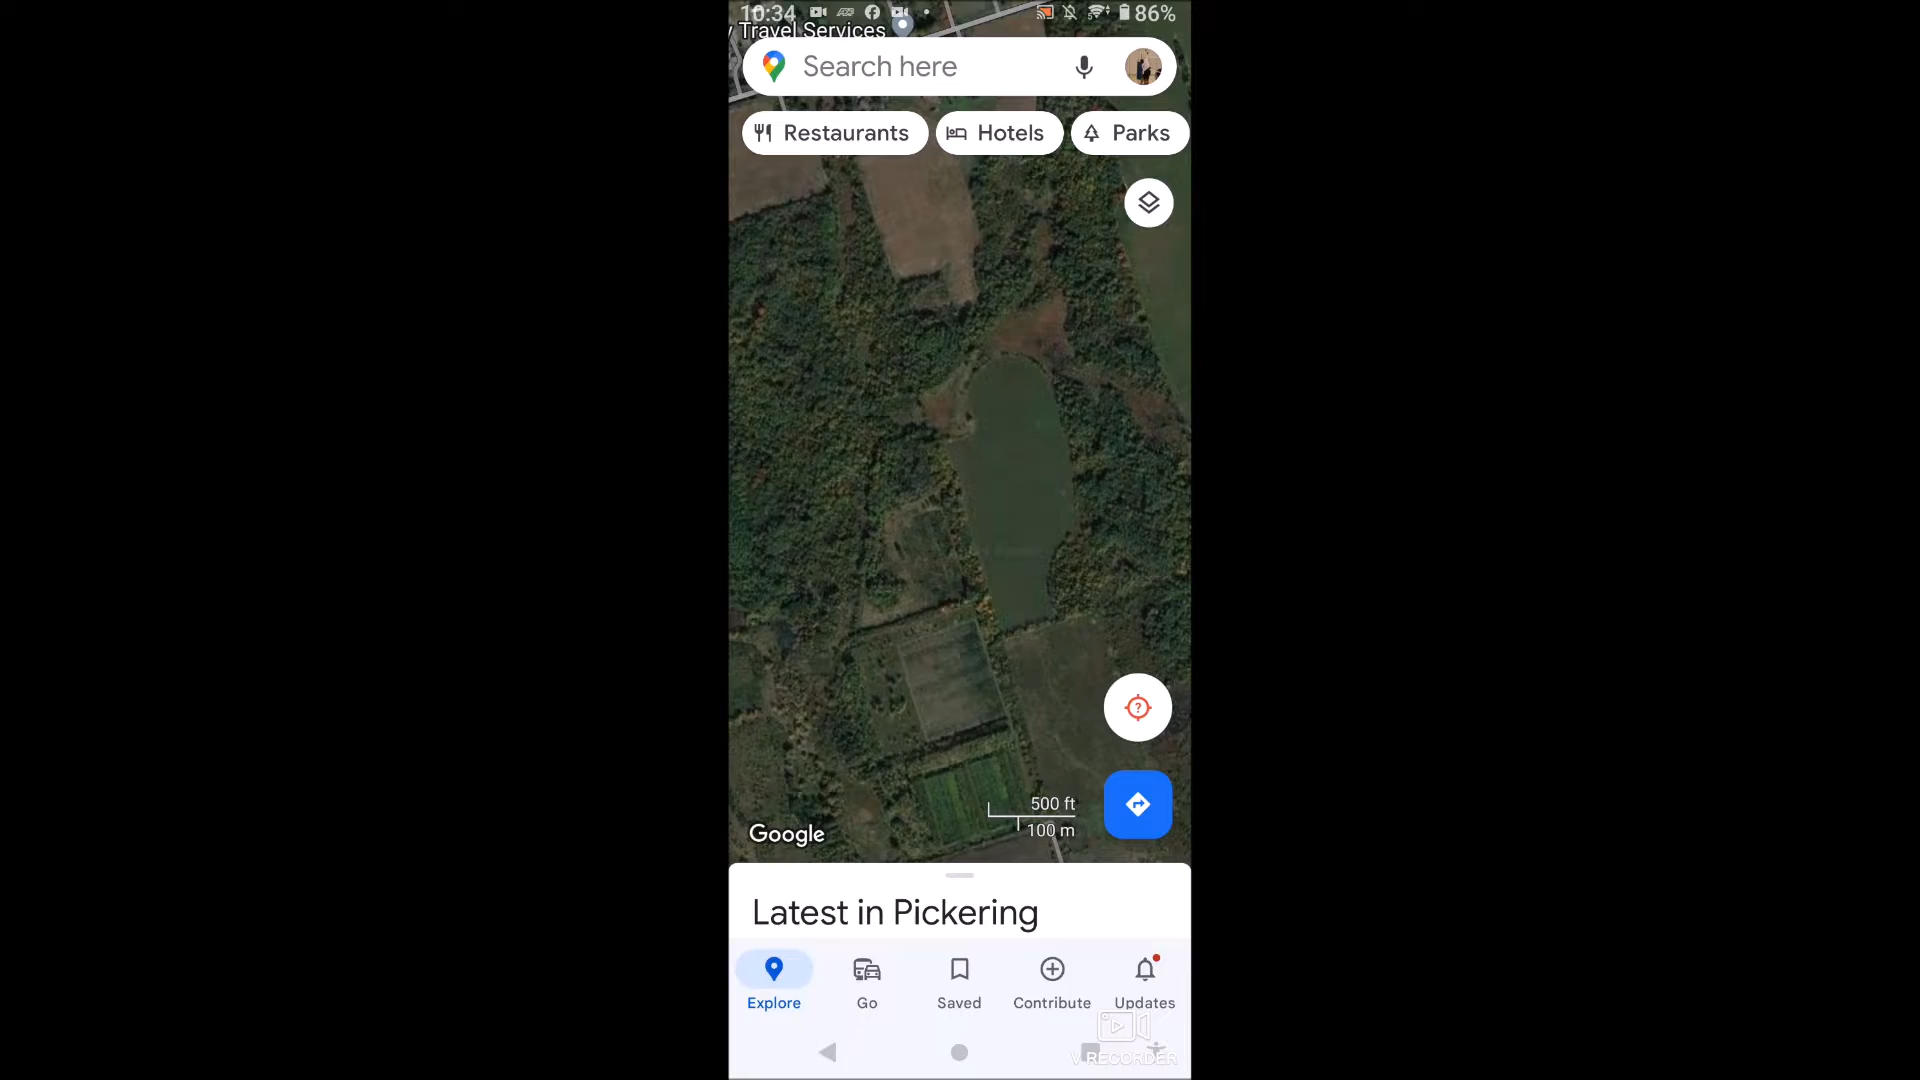 10:34 86%
Travel Services
Search here
Restaurants Hotels Parks
?
500 ft
100 m
Google
Latest in Pickering
Explore Go Saved Contribute Updates
V RECORDER